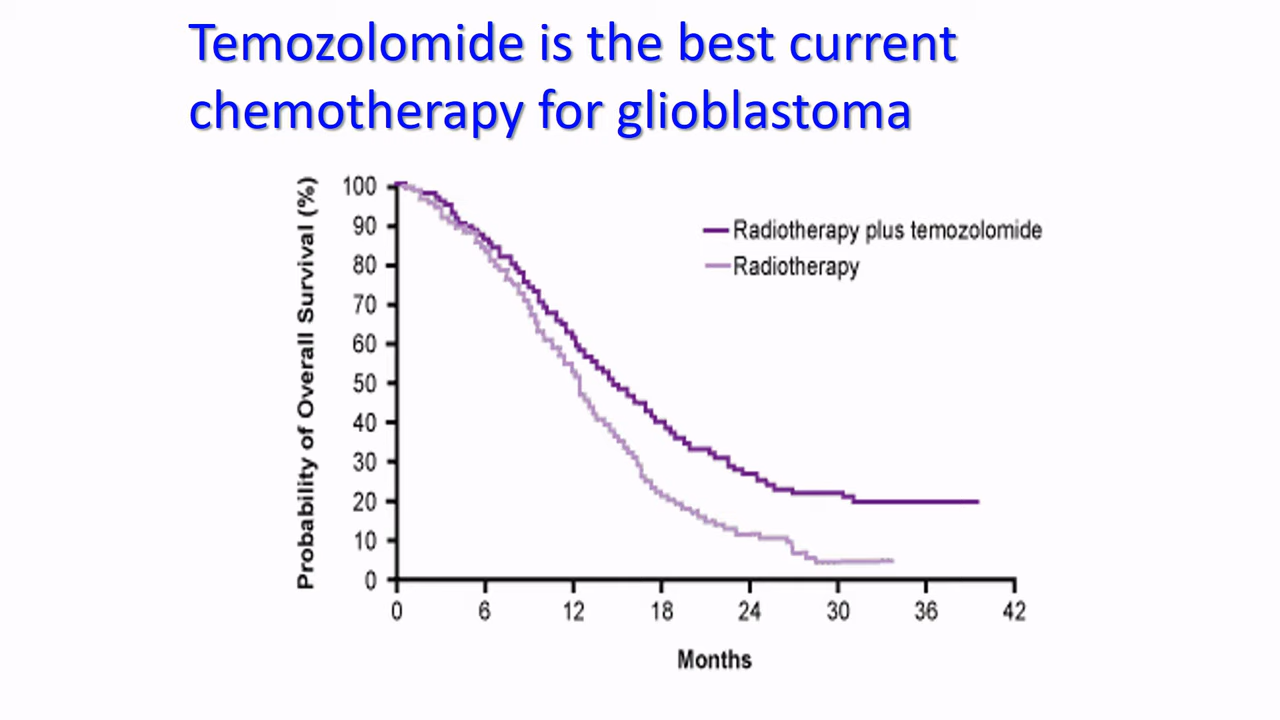 Temozolomide is the best current
chemotherapy for glioblastoma
Probability of Overall Survival (%)
100
90
80
70
60
50
40
30
20
10
0
Radiotherapy plus temozolomide
Radiotherapy
0 6 12 18 24 30 36 42
Months